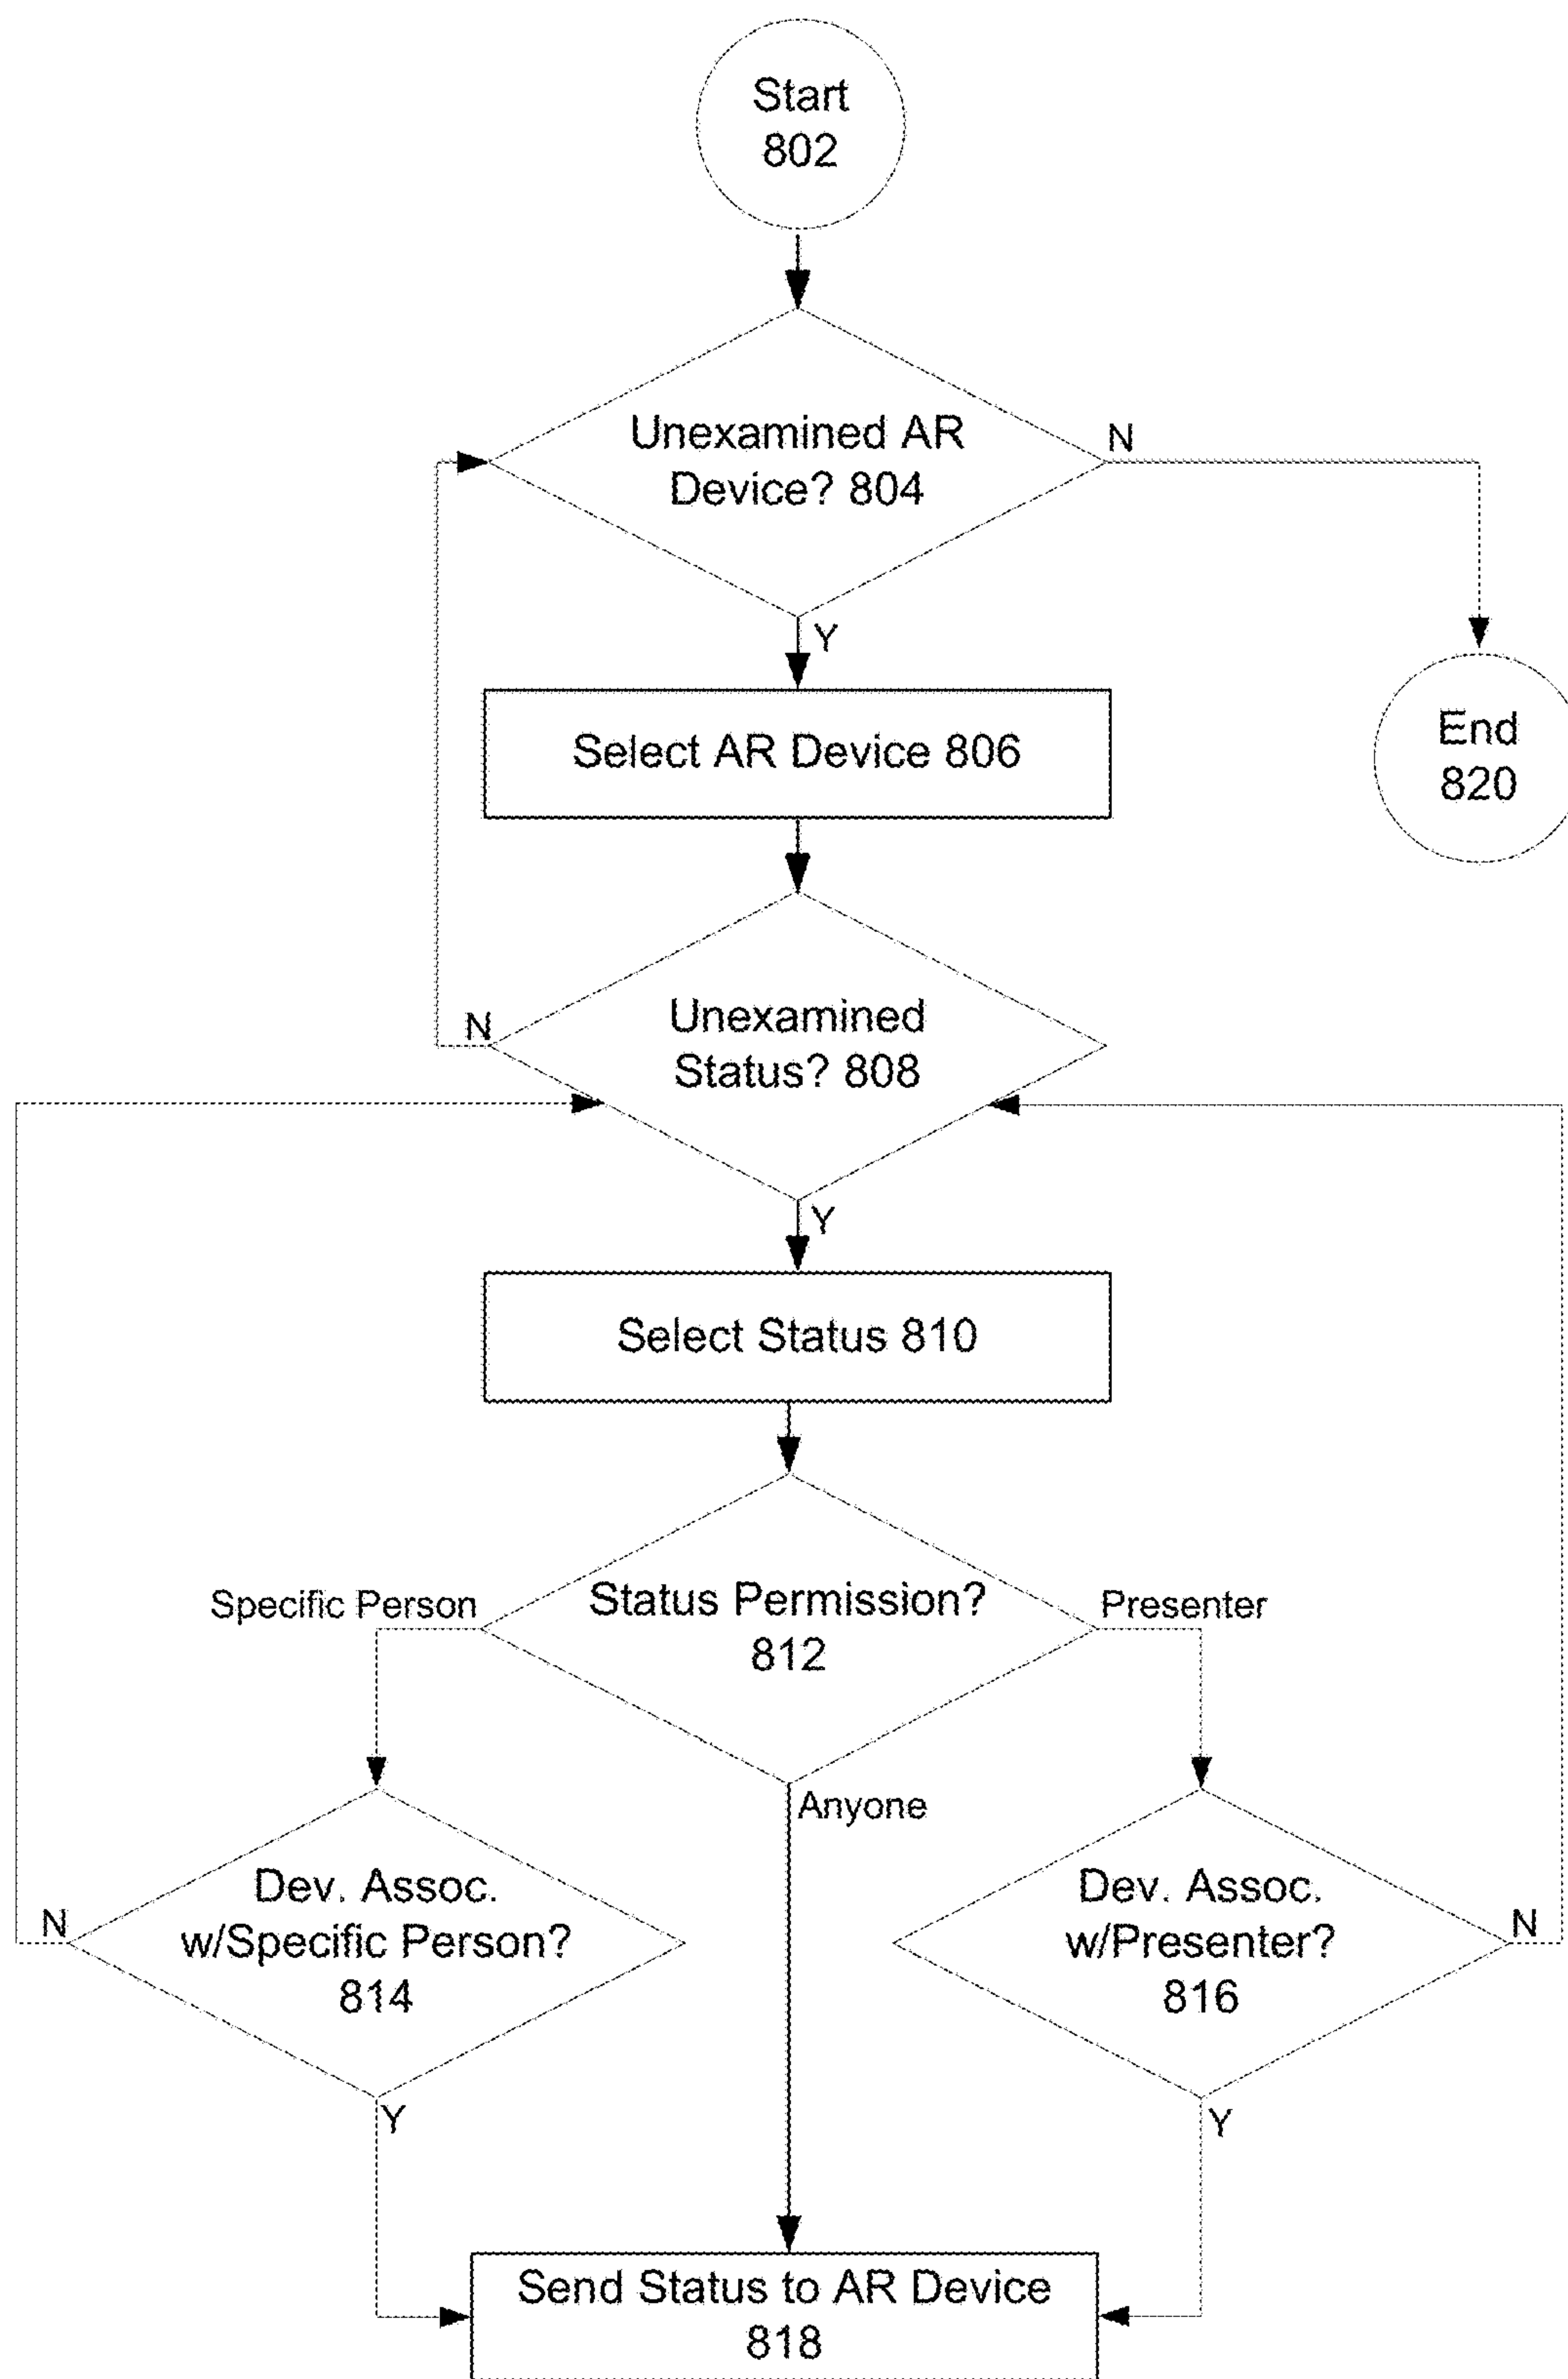 Start
802
Unexamined AR
Device? 804
N
Y
Select AR Device 806
End
820
Unexamined
Status? 808
N
Y
Select Status 810
Status Permission?
812
Specific Person
Presenter
Anyone
Dev. Assoc.
w/Specific Person?
814
N
Y
Dev. Assoc.
w/Presenter?
816
N
Y
Send Status to AR Device
818